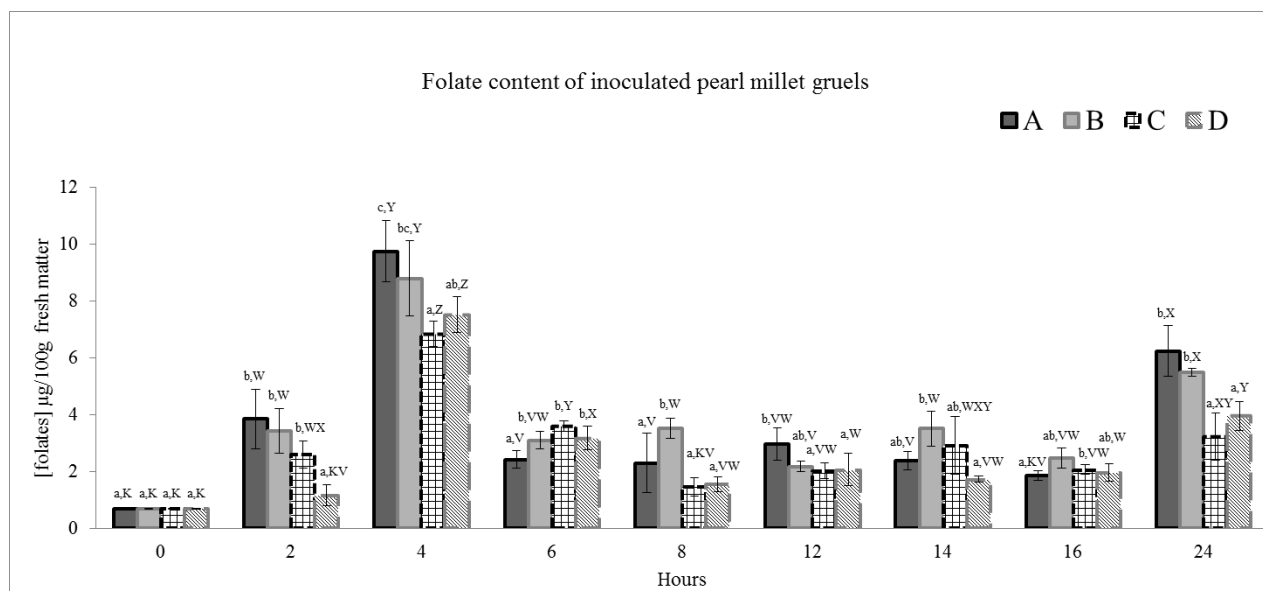 Folate content of inoculated pearl millet gruels
A B C D
[folates] µg/100g fresh matter
12
10
8
6
4
2
0
a,K a,K a,K a,K
b,W b,W b,WX a,KV
c,Y bc,Y a,Z ab,Z
a,V b,VW b,Y b,X
a,V b,W a,KV a,VW
b,VW ab,V a,VW a,W
ab,V b,W ab,WXY a,VW
a,KV ab,VW b,VW ab,W
b,X b,X a,XY a,Y
0 2 4 6 8 12 14 16 24
Hours